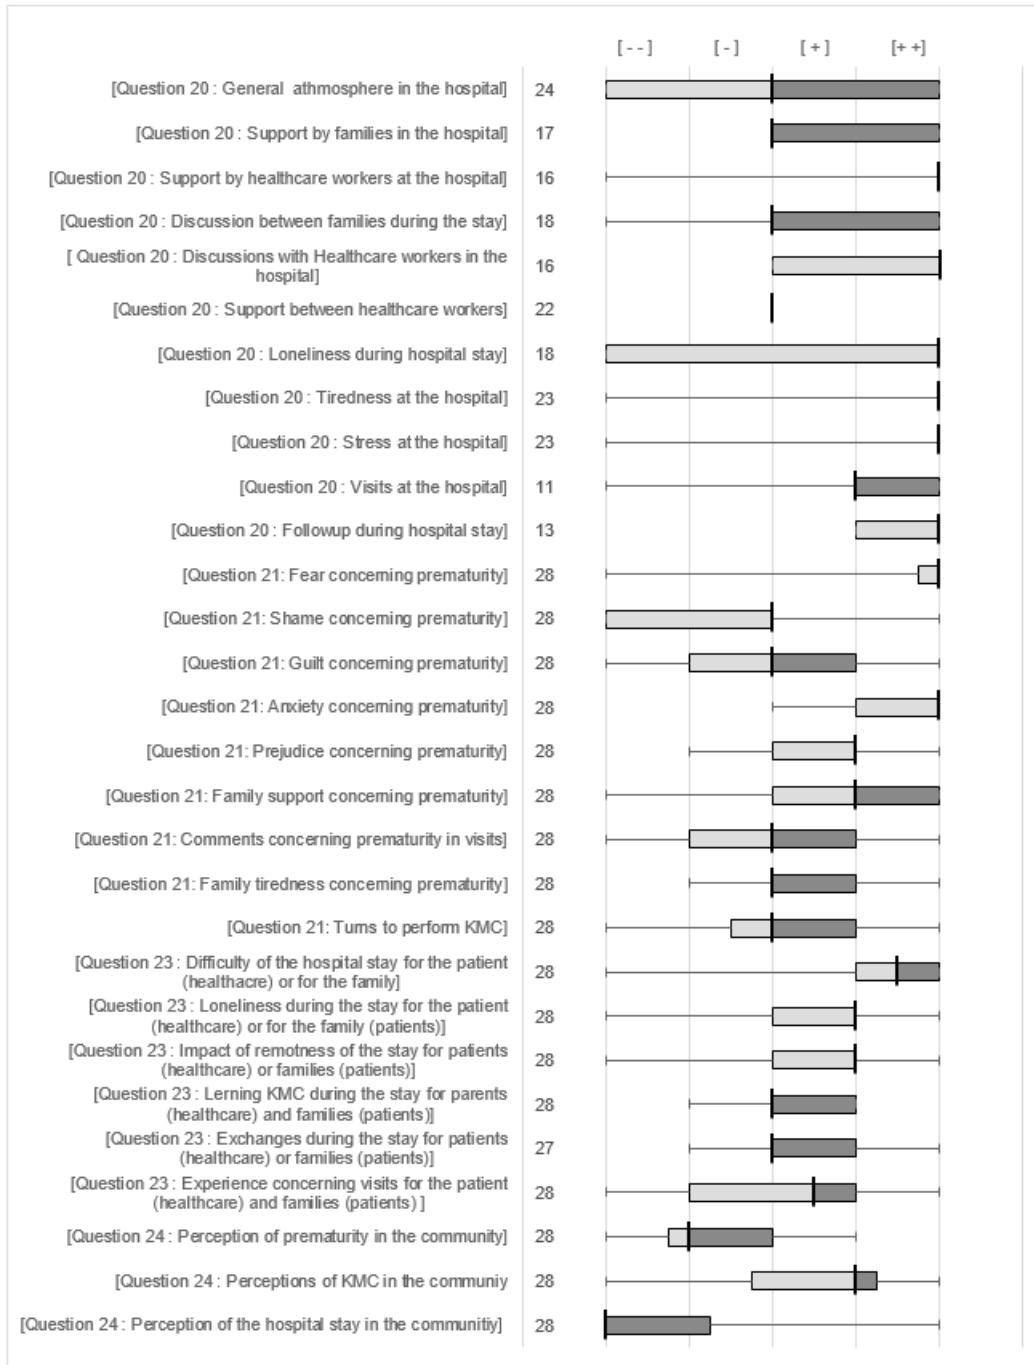 [--] [-] [+] [++]
[Question 20 : General athmosphere in the hospital] 24
[Question 20 : Support by families in the hospital] 17
[Question 20 : Support by healthcare workers at the hospital] 16
[Question 20 : Discussion between families during the stay] 18
[ Question 20 : Discussions with Healthcare workers in the
hospital] 16
[Question 20 : Support between healthcare workers] 22
[Question 20 : Loneliness during hospital stay] 18
[Question 20 : Tiredness at the hospital] 23
[Question 20 : Stress at the hospital] 23
[Question 20 : Visits at the hospital] 11
[Question 20 : Followup during hospital stay] 13
[Question 21: Fear concerning prematurity] 28
[Question 21: Shame concerning prematurity] 28
[Question 21: Guilt concerning prematurity] 28
[Question 21: Anxiety concerning prematurity] 28
[Question 21: Prejudice concerning prematurity] 28
[Question 21: Family support concerning prematurity] 28
[Question 21: Comments concerning prematurity in visits] 28
[Question 21: Family tiredness concerning prematurity] 28
[Question 21: Turns to perform KMC] 28
[Question 23 : Difficulty of the hospital stay for the patient
(healthacre) or for the family] 28
[Question 23 : Loneliness during the stay for the patient
(healthcare) or for the family (patients)] 28
[Question 23 : Impact of remotness of the stay for patients
(healthcare) or families (patients)] 28
[Question 23 : Lerning KMC during the stay for parents
(healthcare) and families (patients)] 28
[Question 23 : Exchanges during the stay for patients
(healthcare) or families (patients)] 27
[Question 23 : Experience concerning visits for the patient
(healthcare) and families (patients) ] 28
[Question 24 : Perception of prematurity in the community] 28
[Question 24 : Perceptions of KMC in the communiy 28
[Question 24 : Perception of the hospital stay in the communitiy] 28